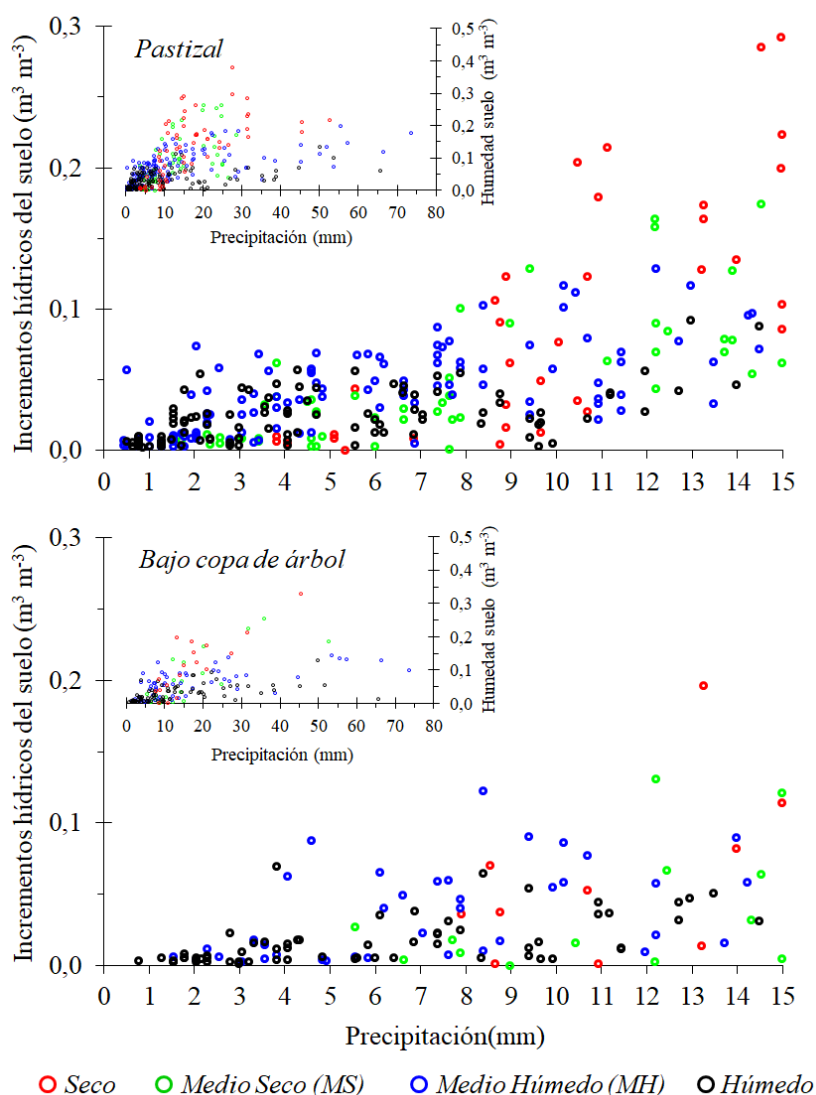 Incrementos hídricos del suelo (m³ m⁻³)
0,3
0,2
0,1
0,0
Pastizal
0,5
0,4
0,3
0,2
0,1
0,0
Humedad suelo (m³ m⁻³)
0 10 20 30 40 50 60 70 80
Precipitación (mm)
0 1 2 3 4 5 6 7 8 9 10 11 12 13 14 15
Incrementos hídricos del suelo (m³ m⁻³)
0,3
0,2
0,1
0,0
Bajo copa de árbol
0,5
0,4
0,3
0,2
0,1
0,0
Humedad suelo (m³ m⁻³)
0 10 20 30 40 50 60 70 80
Precipitación (mm)
0 1 2 3 4 5 6 7 8 9 10 11 12 13 14 15
Precipitación(mm)
Seco Medio Seco (MS) Medio Húmedo (MH) Húmedo